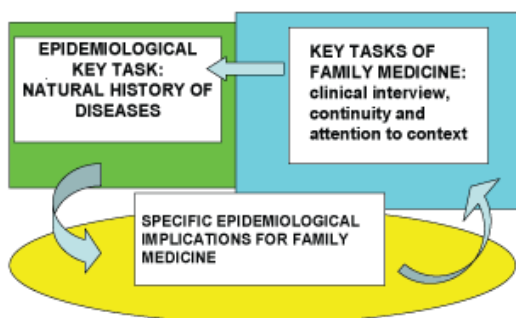 EPIDEMIOLOGICAL
KEY TASK:
NATURAL HISTORY OF
DISEASES
KEY TASKS OF
FAMILY MEDICINE:
clinical interview,
continuity and
attention to context
SPECIFIC EPIDEMIOLOGICAL
IMPLICATIONS FOR FAMILY
MEDICINE